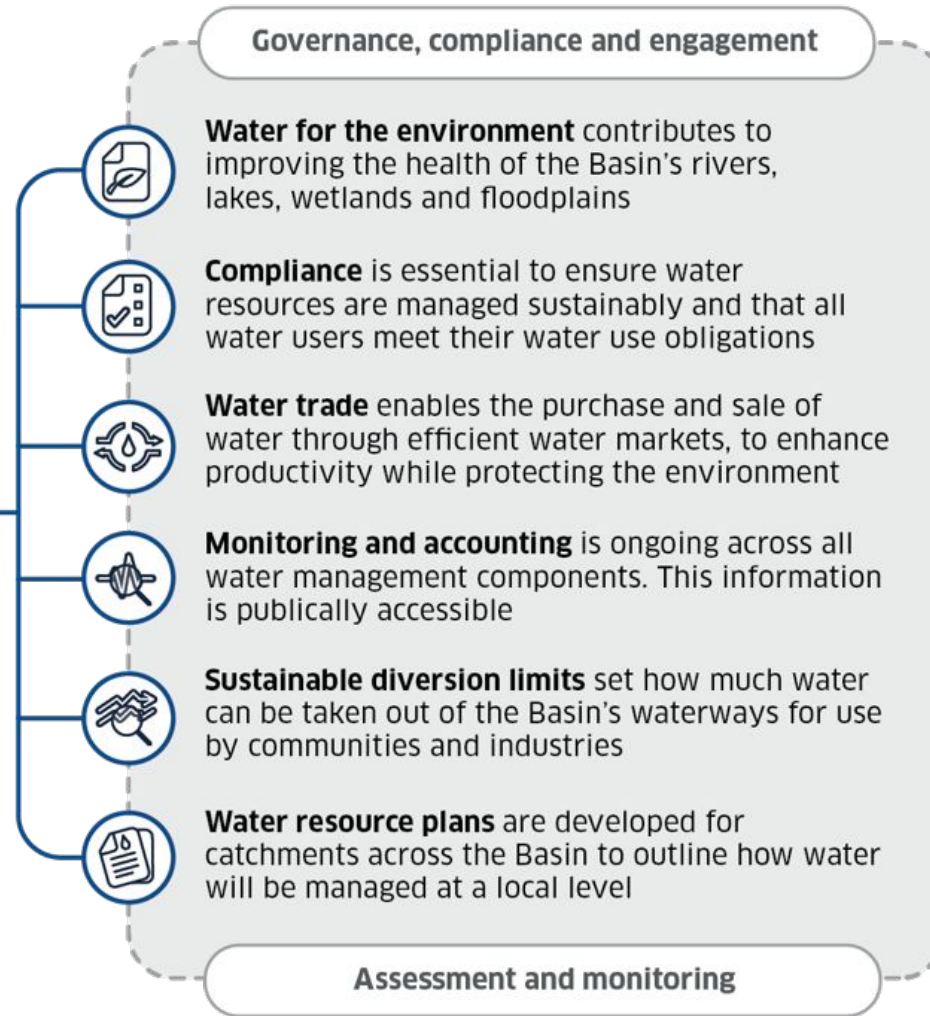 Governance, compliance and engagement
Water for the environment contributes to
improving the health of the Basin's rivers,
lakes, wetlands and floodplains
Compliance is essential to ensure water
resources are managed sustainably and that all
water users meet their water use obligations
Water trade enables the purchase and sale of
water through efficient water markets, to enhance
productivity while protecting the environment
Monitoring and accounting is ongoing across all
water management components. This information
is publically accessible
Sustainable diversion limits set how much water
can be taken out of the Basin's waterways for use
by communities and industries
Water resource plans are developed for
catchments across the Basin to outline how water
will be managed at a local level
Assessment and monitoring